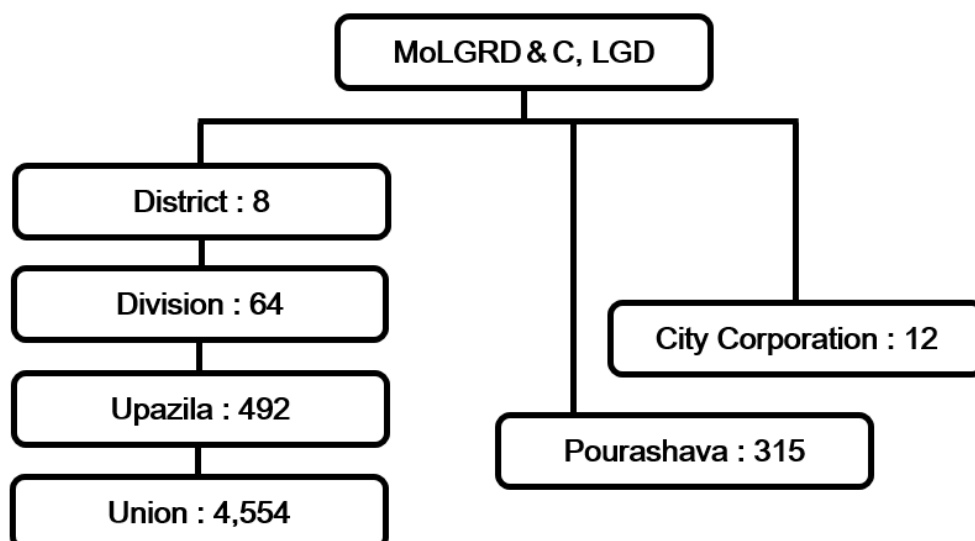 MoLGRD & C, LGD
District : 8
Division : 64
Upazila : 492
Union : 4,554
City Corporation : 12
Pourashava : 315